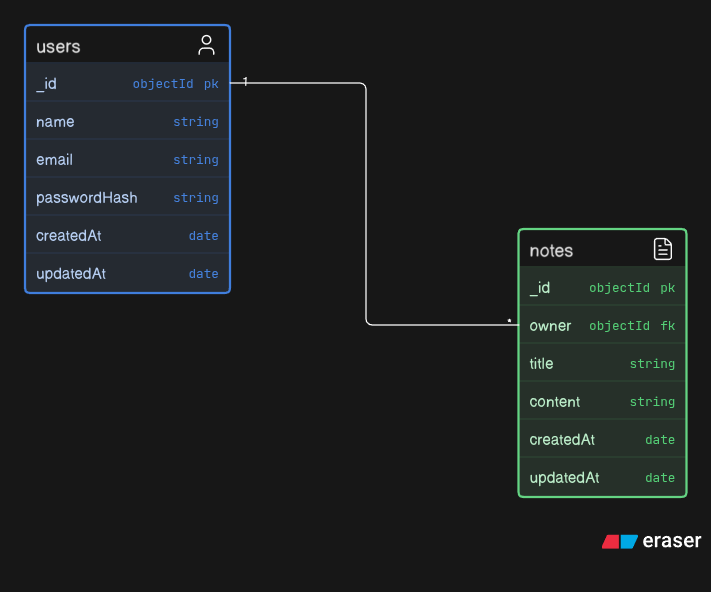 users
_id objectId pk
name string
email string
passwordHash string
createdAt date
updatedAt date
1
*
notes
_id objectId pk
owner objectId fk
title string
content string
createdAt date
updatedAt date
eraser